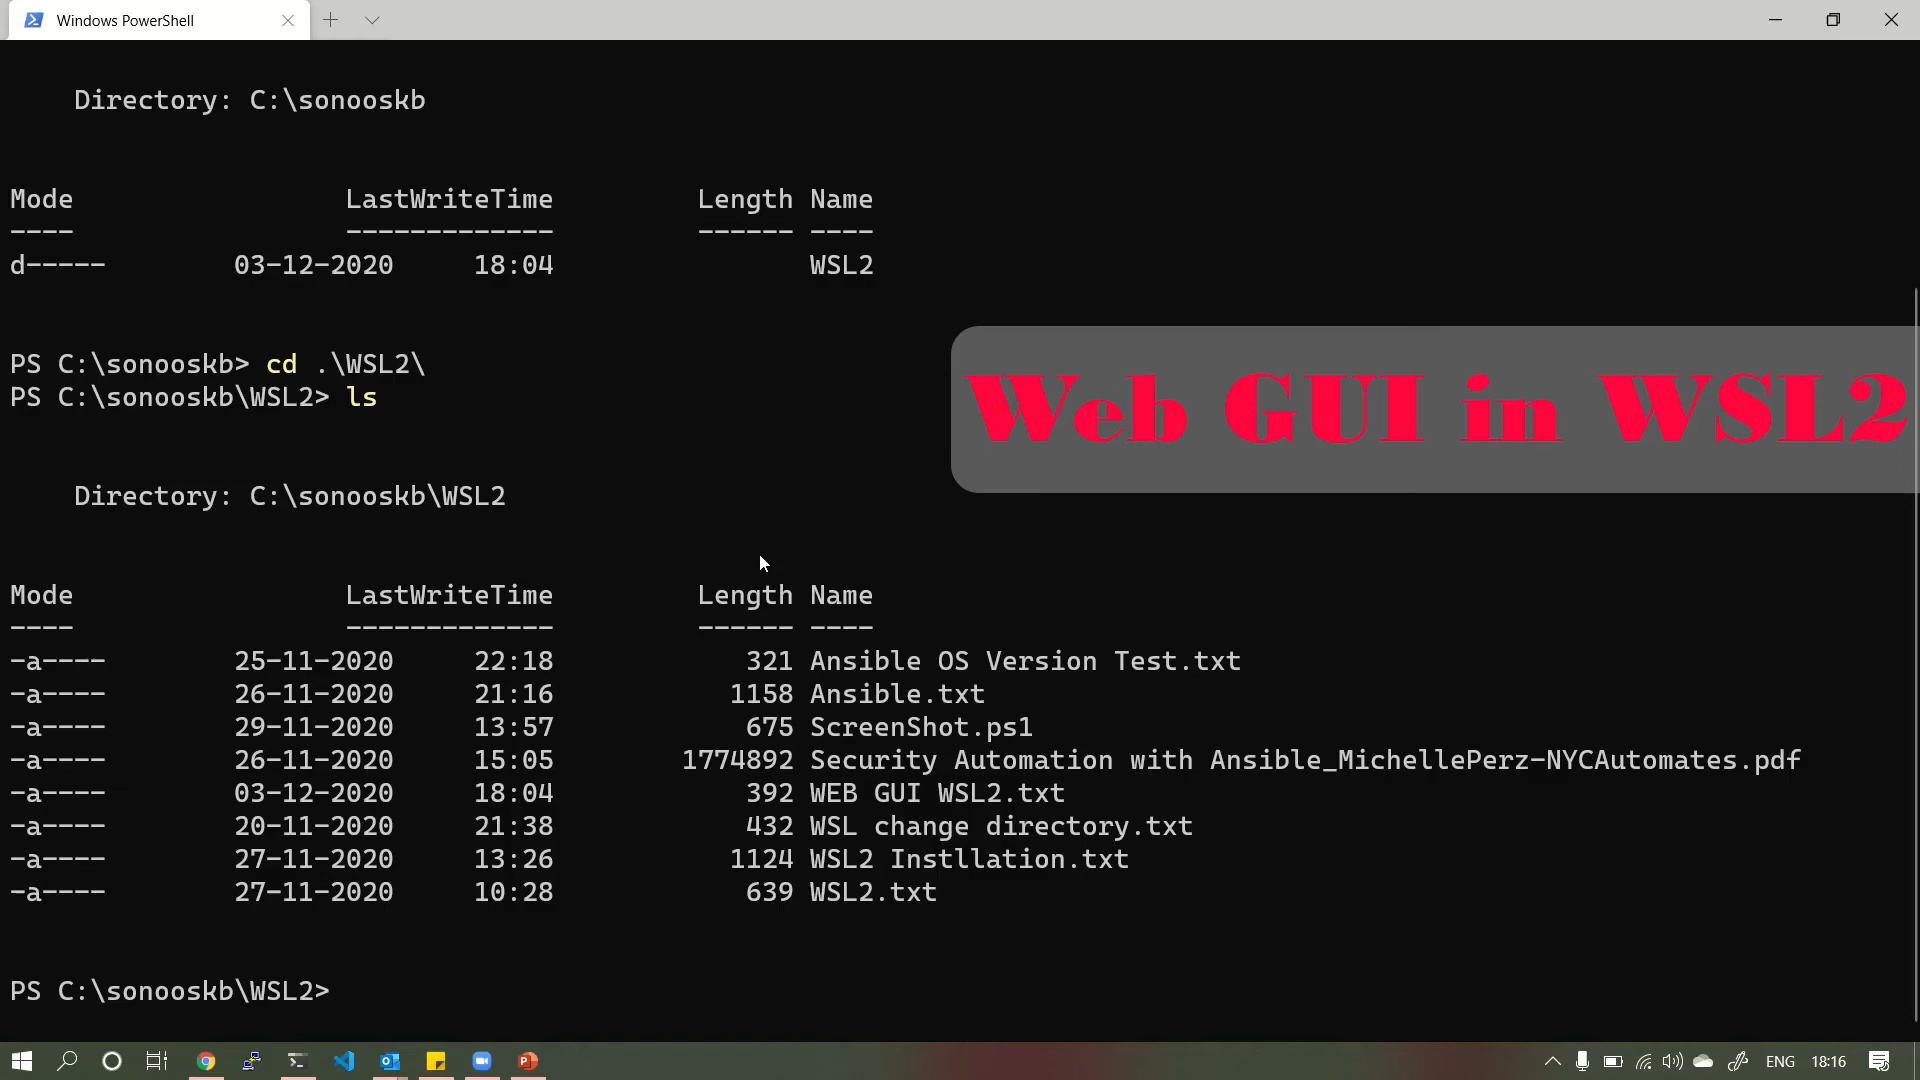 Windows PowerShell
Directory: C:\sonooskb
Mode LastWriteTime Length Name
---- ------------- ------ ----
d----- 03-12-2020 18:04 WSL2
PS C:\sonooskb> cd .\WSL2\
PS C:\sonooskb\WSL2> ls
Web GUI in WSL2
Directory: C:\sonooskb\WSL2
Mode LastWriteTime Length Name
---- ------------- ------ ----
-a---- 25-11-2020 22:18 321 Ansible OS Version Test.txt
-a---- 26-11-2020 21:16 1158 Ansible.txt
-a---- 29-11-2020 13:57 675 ScreenShot.ps1
-a---- 26-11-2020 15:05 1774892 Security Automation with Ansible_MichellePerz-NYCAutomates.pdf
-a---- 03-12-2020 18:04 392 WEB GUI WSL2.txt
-a---- 20-11-2020 21:38 432 WSL change directory.txt
-a---- 27-11-2020 13:26 1124 WSL2 Instllation.txt
-a---- 27-11-2020 10:28 639 WSL2.txt
PS C:\sonooskb\WSL2>
ENG 18:16